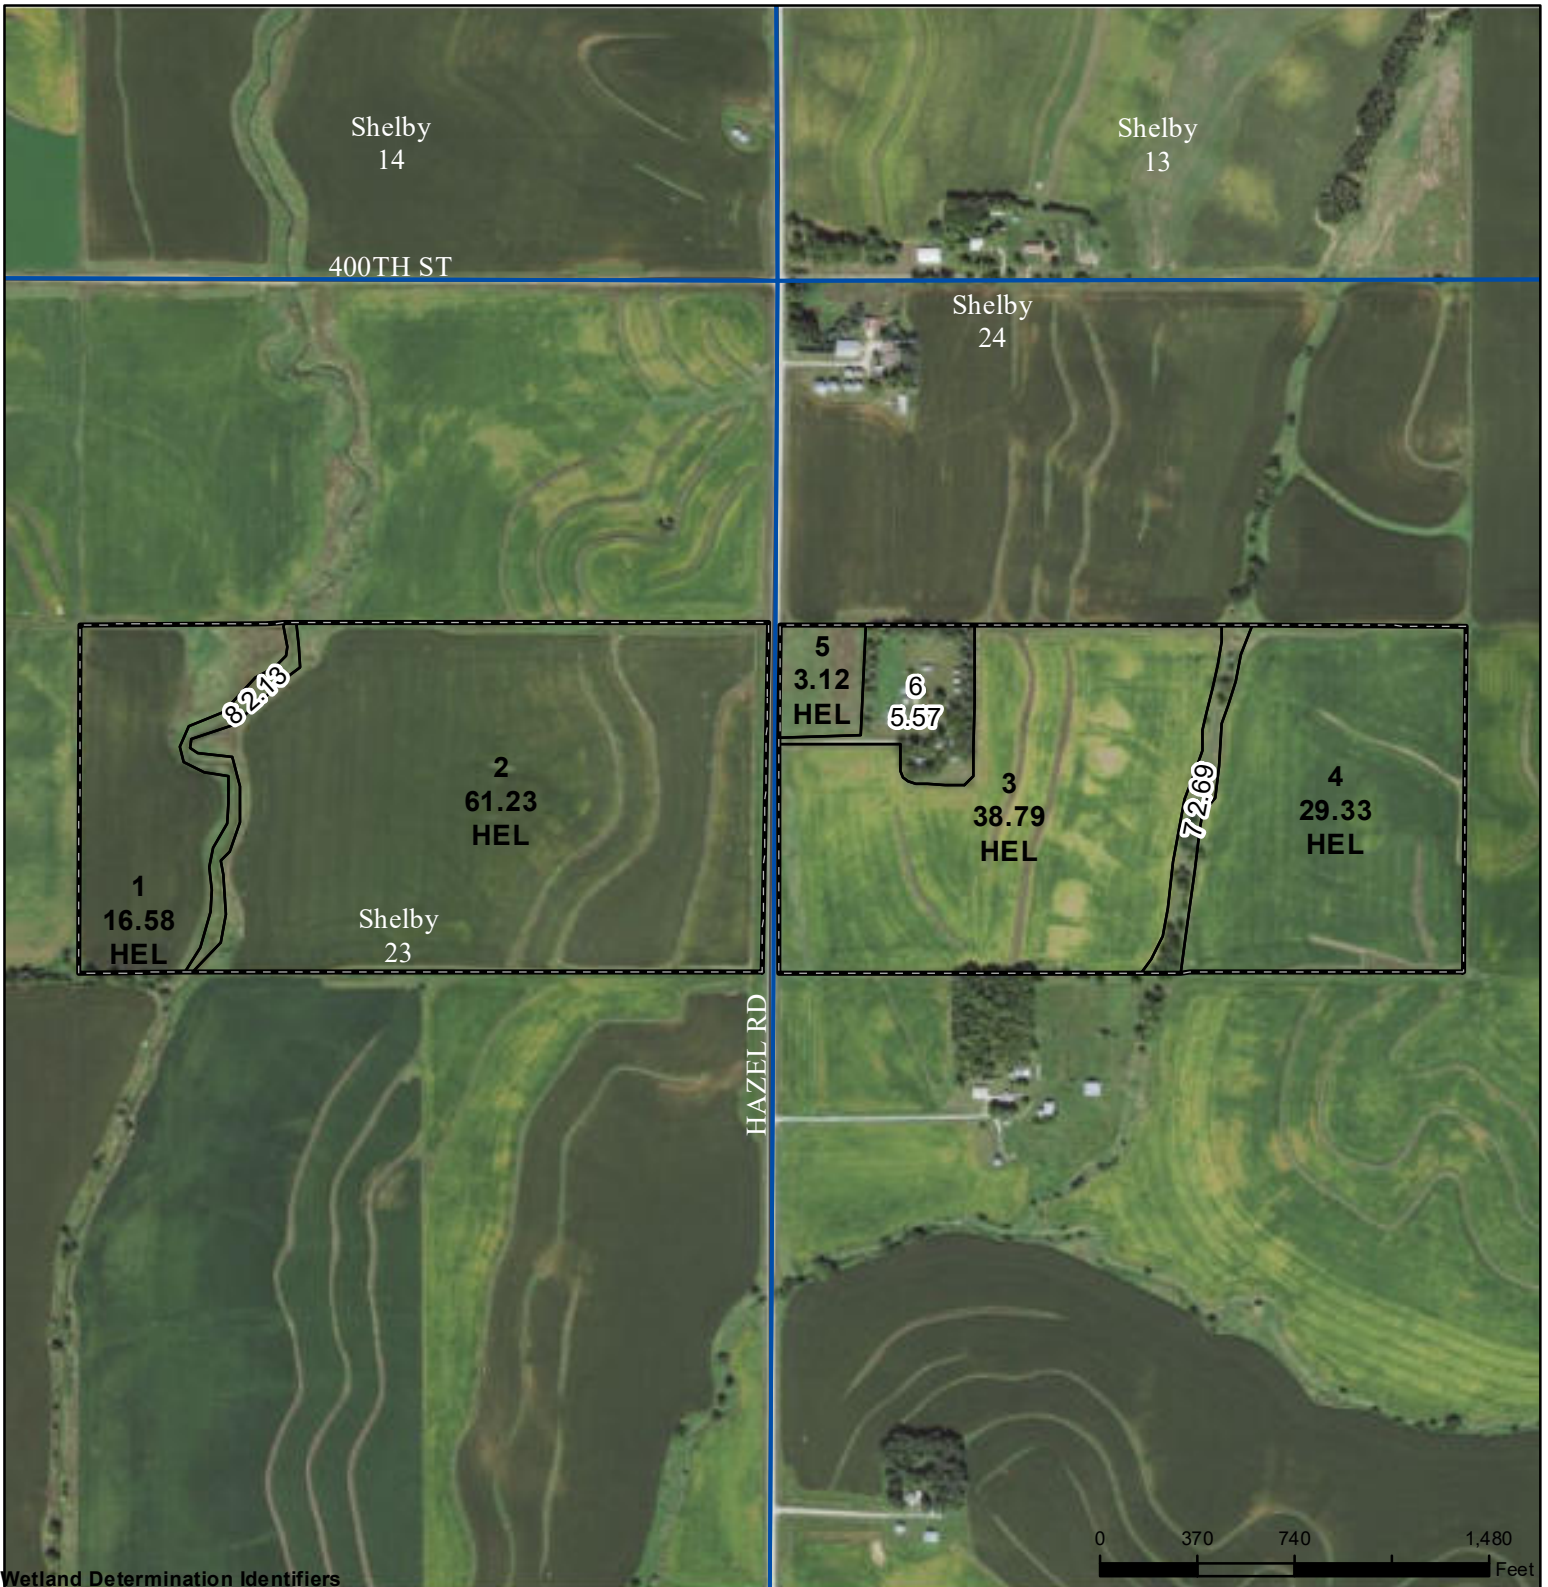 Shelby
14
Shelby
13
400TH ST
Shelby
24
5
3.12
HEL
6
5.57
8 2.13
2
61.23
HEL
3
38.79
HEL
7 2.69
4
29.33
HEL
1
16.58
HEL
Shelby
23
HAZEL RD
0 370 740 1,480
Feet
Wetland Determination Identifiers